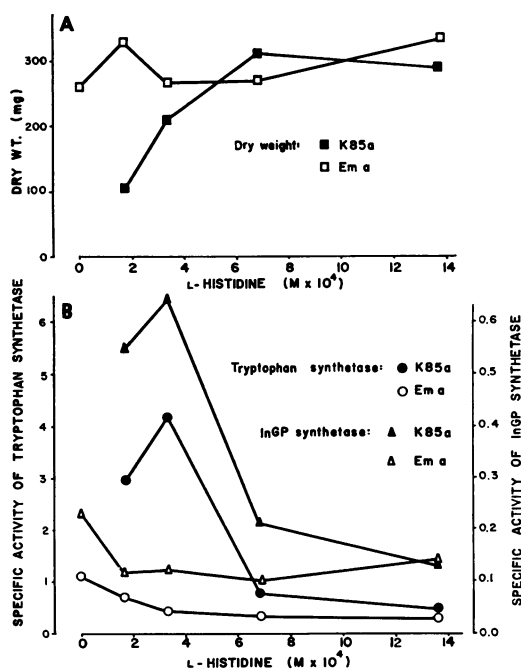 A
DRY WT. (mg)
300
200
100
0
Dry weight: K85a
Em a
0 2 4 6 8 10 12 14
L-HISTIDINE (M x 10⁴)
B
SPECIFIC ACTIVITY OF TRYPTOPHAN SYNTHETASE
6
5
4
3
2
1
0
Tryptophan synthetase: K85a
Em a
InGP synthetase: K85a
Em a
0.6
0.5
0.4
0.3
0.2
0.1
0
SPECIFIC ACTIVITY OF InGP SYNTHETASE
0 2 4 6 8 10 12 14
L-HISTIDINE (M x 10⁴)